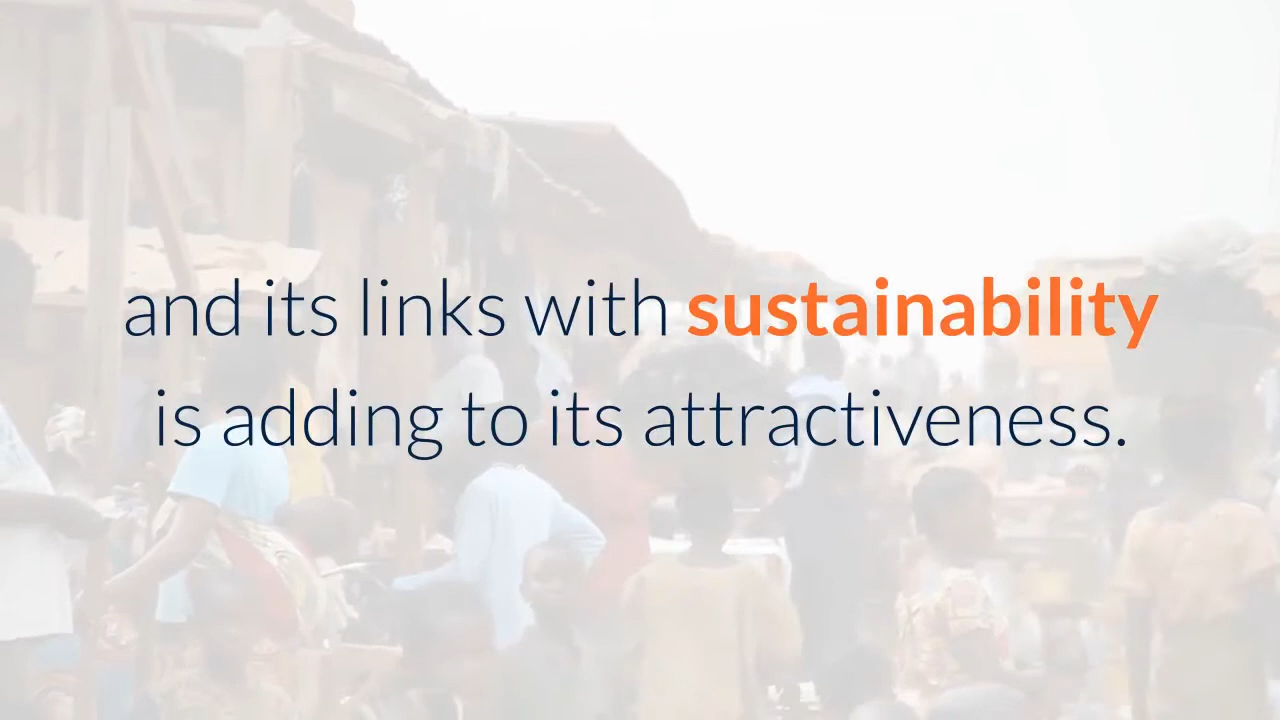 and its links with sustainability
is adding to its attractiveness.